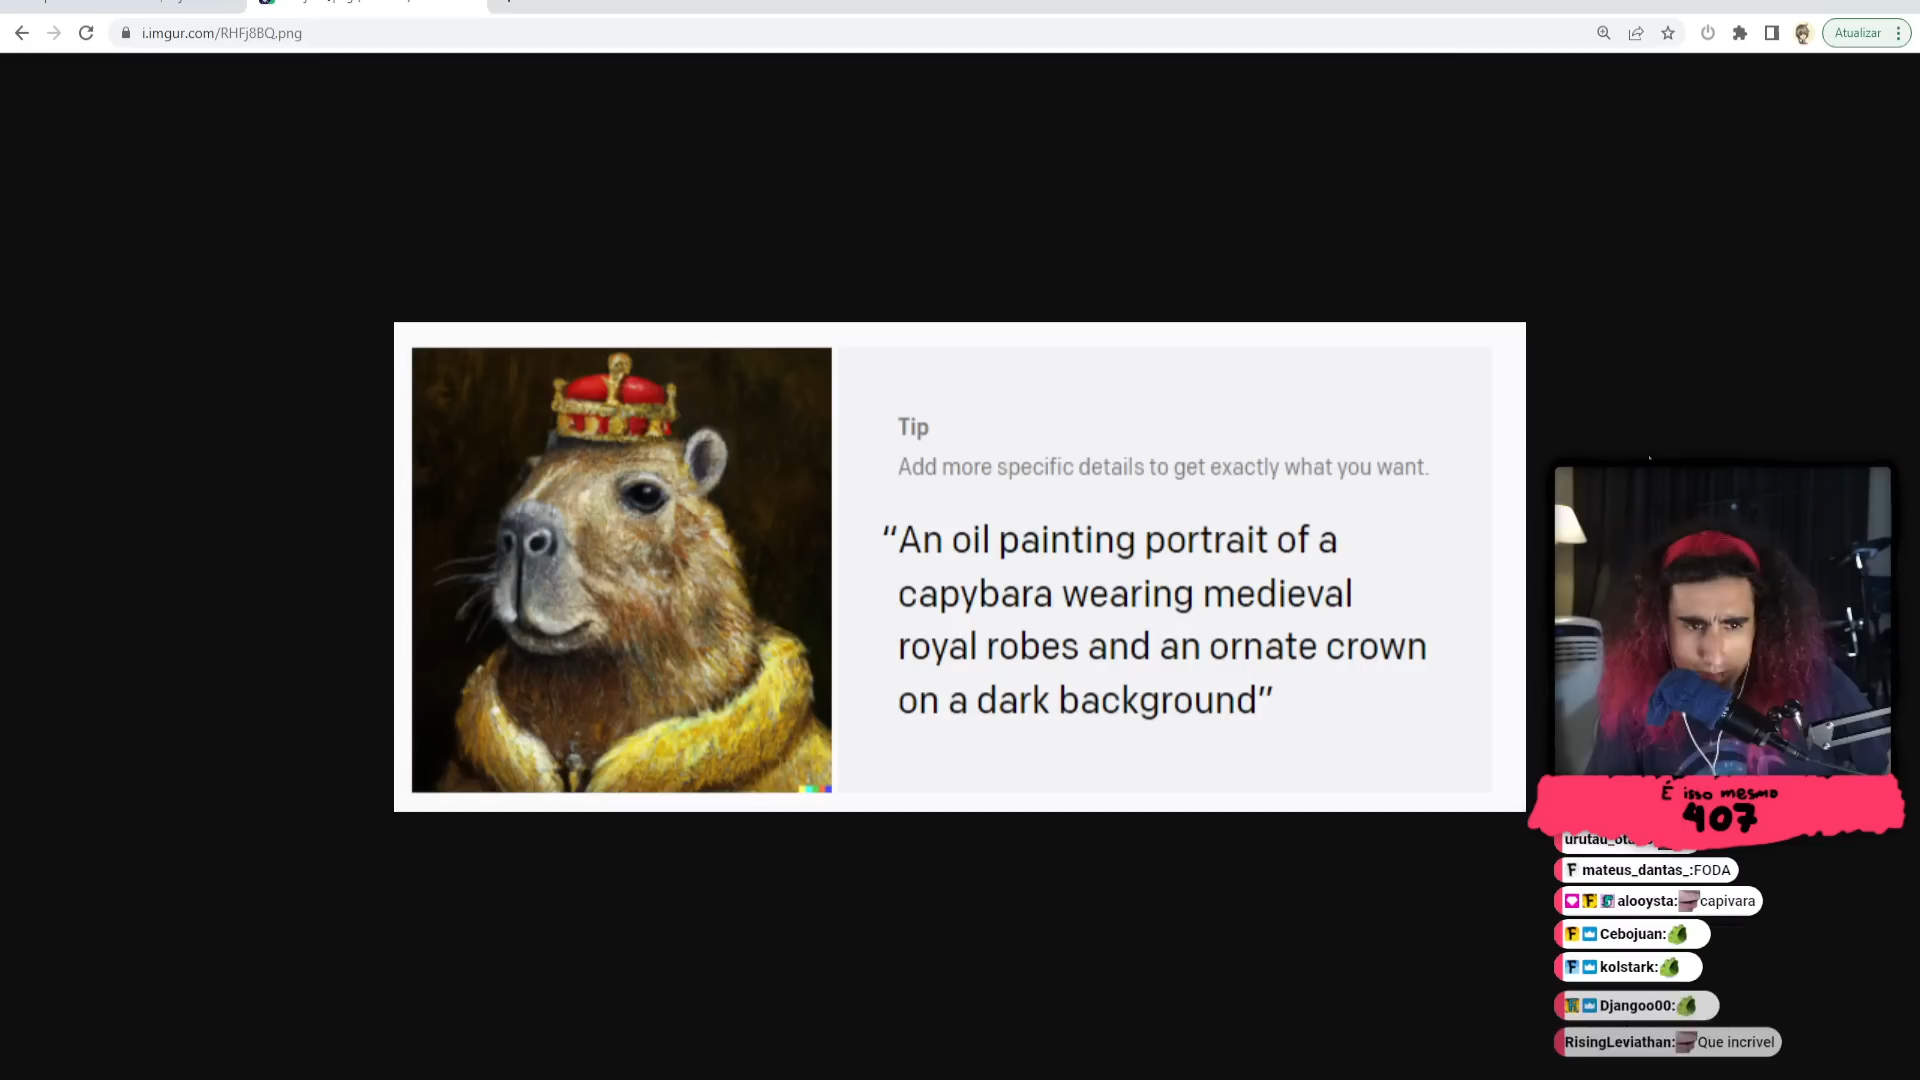 i.imgur.com/RHFj8BQ.png
Atualizar
Tip
Add more specific details to get exactly what you want.
“An oil painting portrait of a
capybara wearing medieval
royal robes and an ornate crown
on a dark background”
É isso mesmo
407
mateus_dantas_:FODA
alooysta: capivara
Cebojuan:
kolstark:
Djangoo00:
RisingLeviathan: Que incrivel